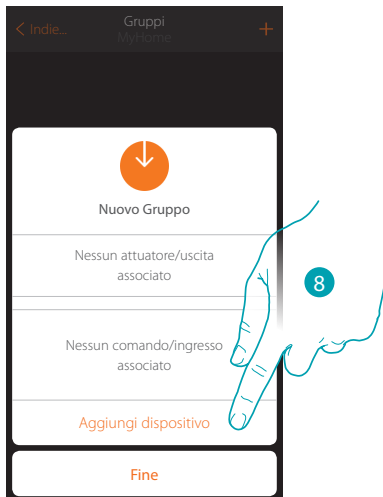 Indie...
Gruppi
MyHome
+
Nuovo Gruppo
Nessun attuatore/uscita
associato
Nessun comando/ingresso
associato
8
Aggiungi dispositivo
Fine